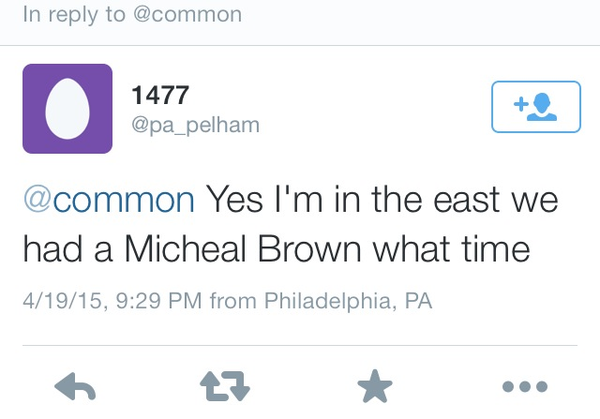 In reply to @common
1477
@pa_pelham
@common Yes I'm in the east we
had a Micheal Brown what time
4/19/15, 9:29 PM from Philadelphia, PA